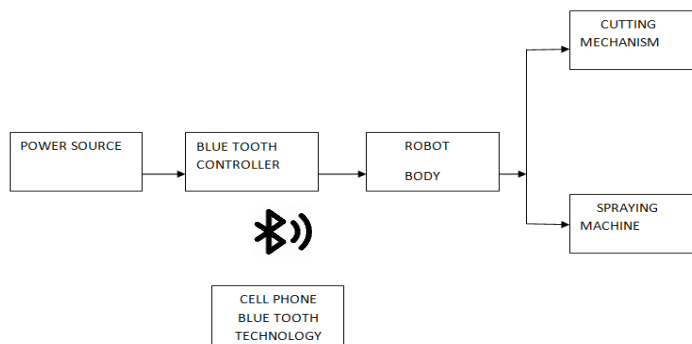 CUTTING
MECHANISM
POWER SOURCE
BLUE TOOTH
CONTROLLER
ROBOT
BODY
SPRAYING
MACHINE
CELL PHONE
BLUE TOOTH
TECHNOLOGY